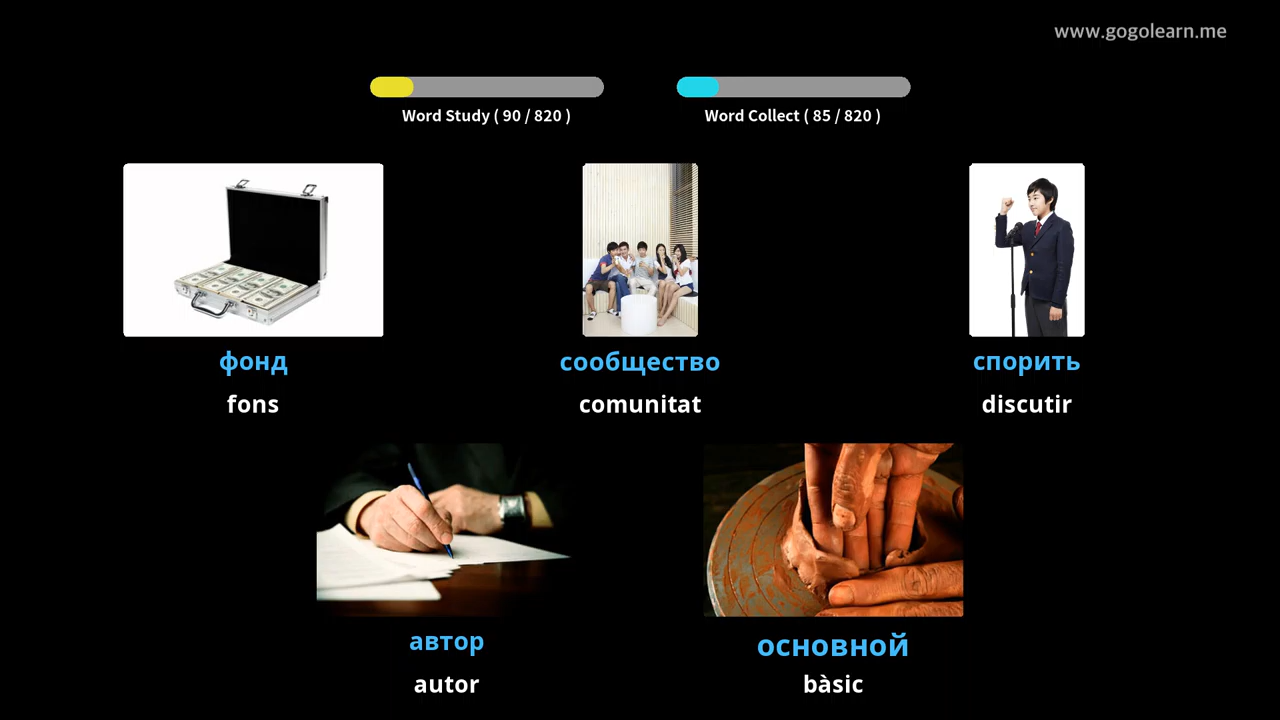 www.gogolearn.me
Word Study ( 90 / 820 )
Word Collect ( 85 / 820 )
фонд
сообщество
спорить
fons
comunitat
discutir
автор
основной
autor
bàsic